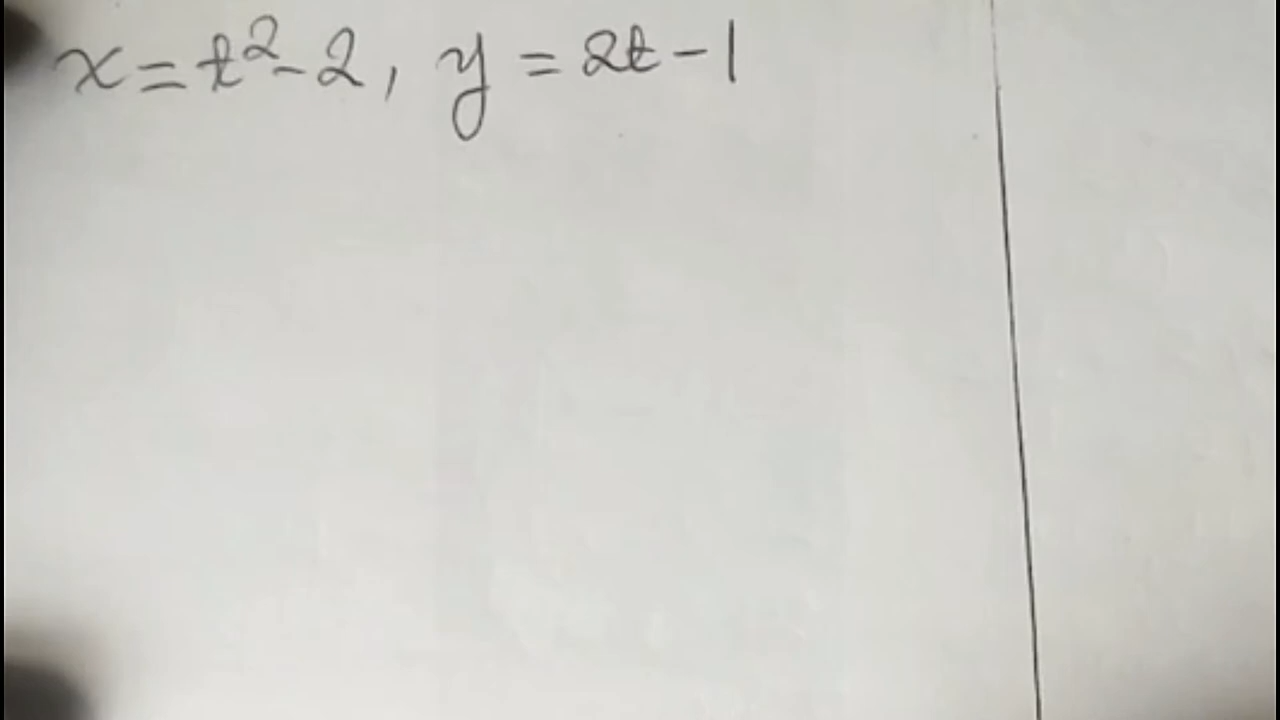 x = t² - 2, y = 2t - 1